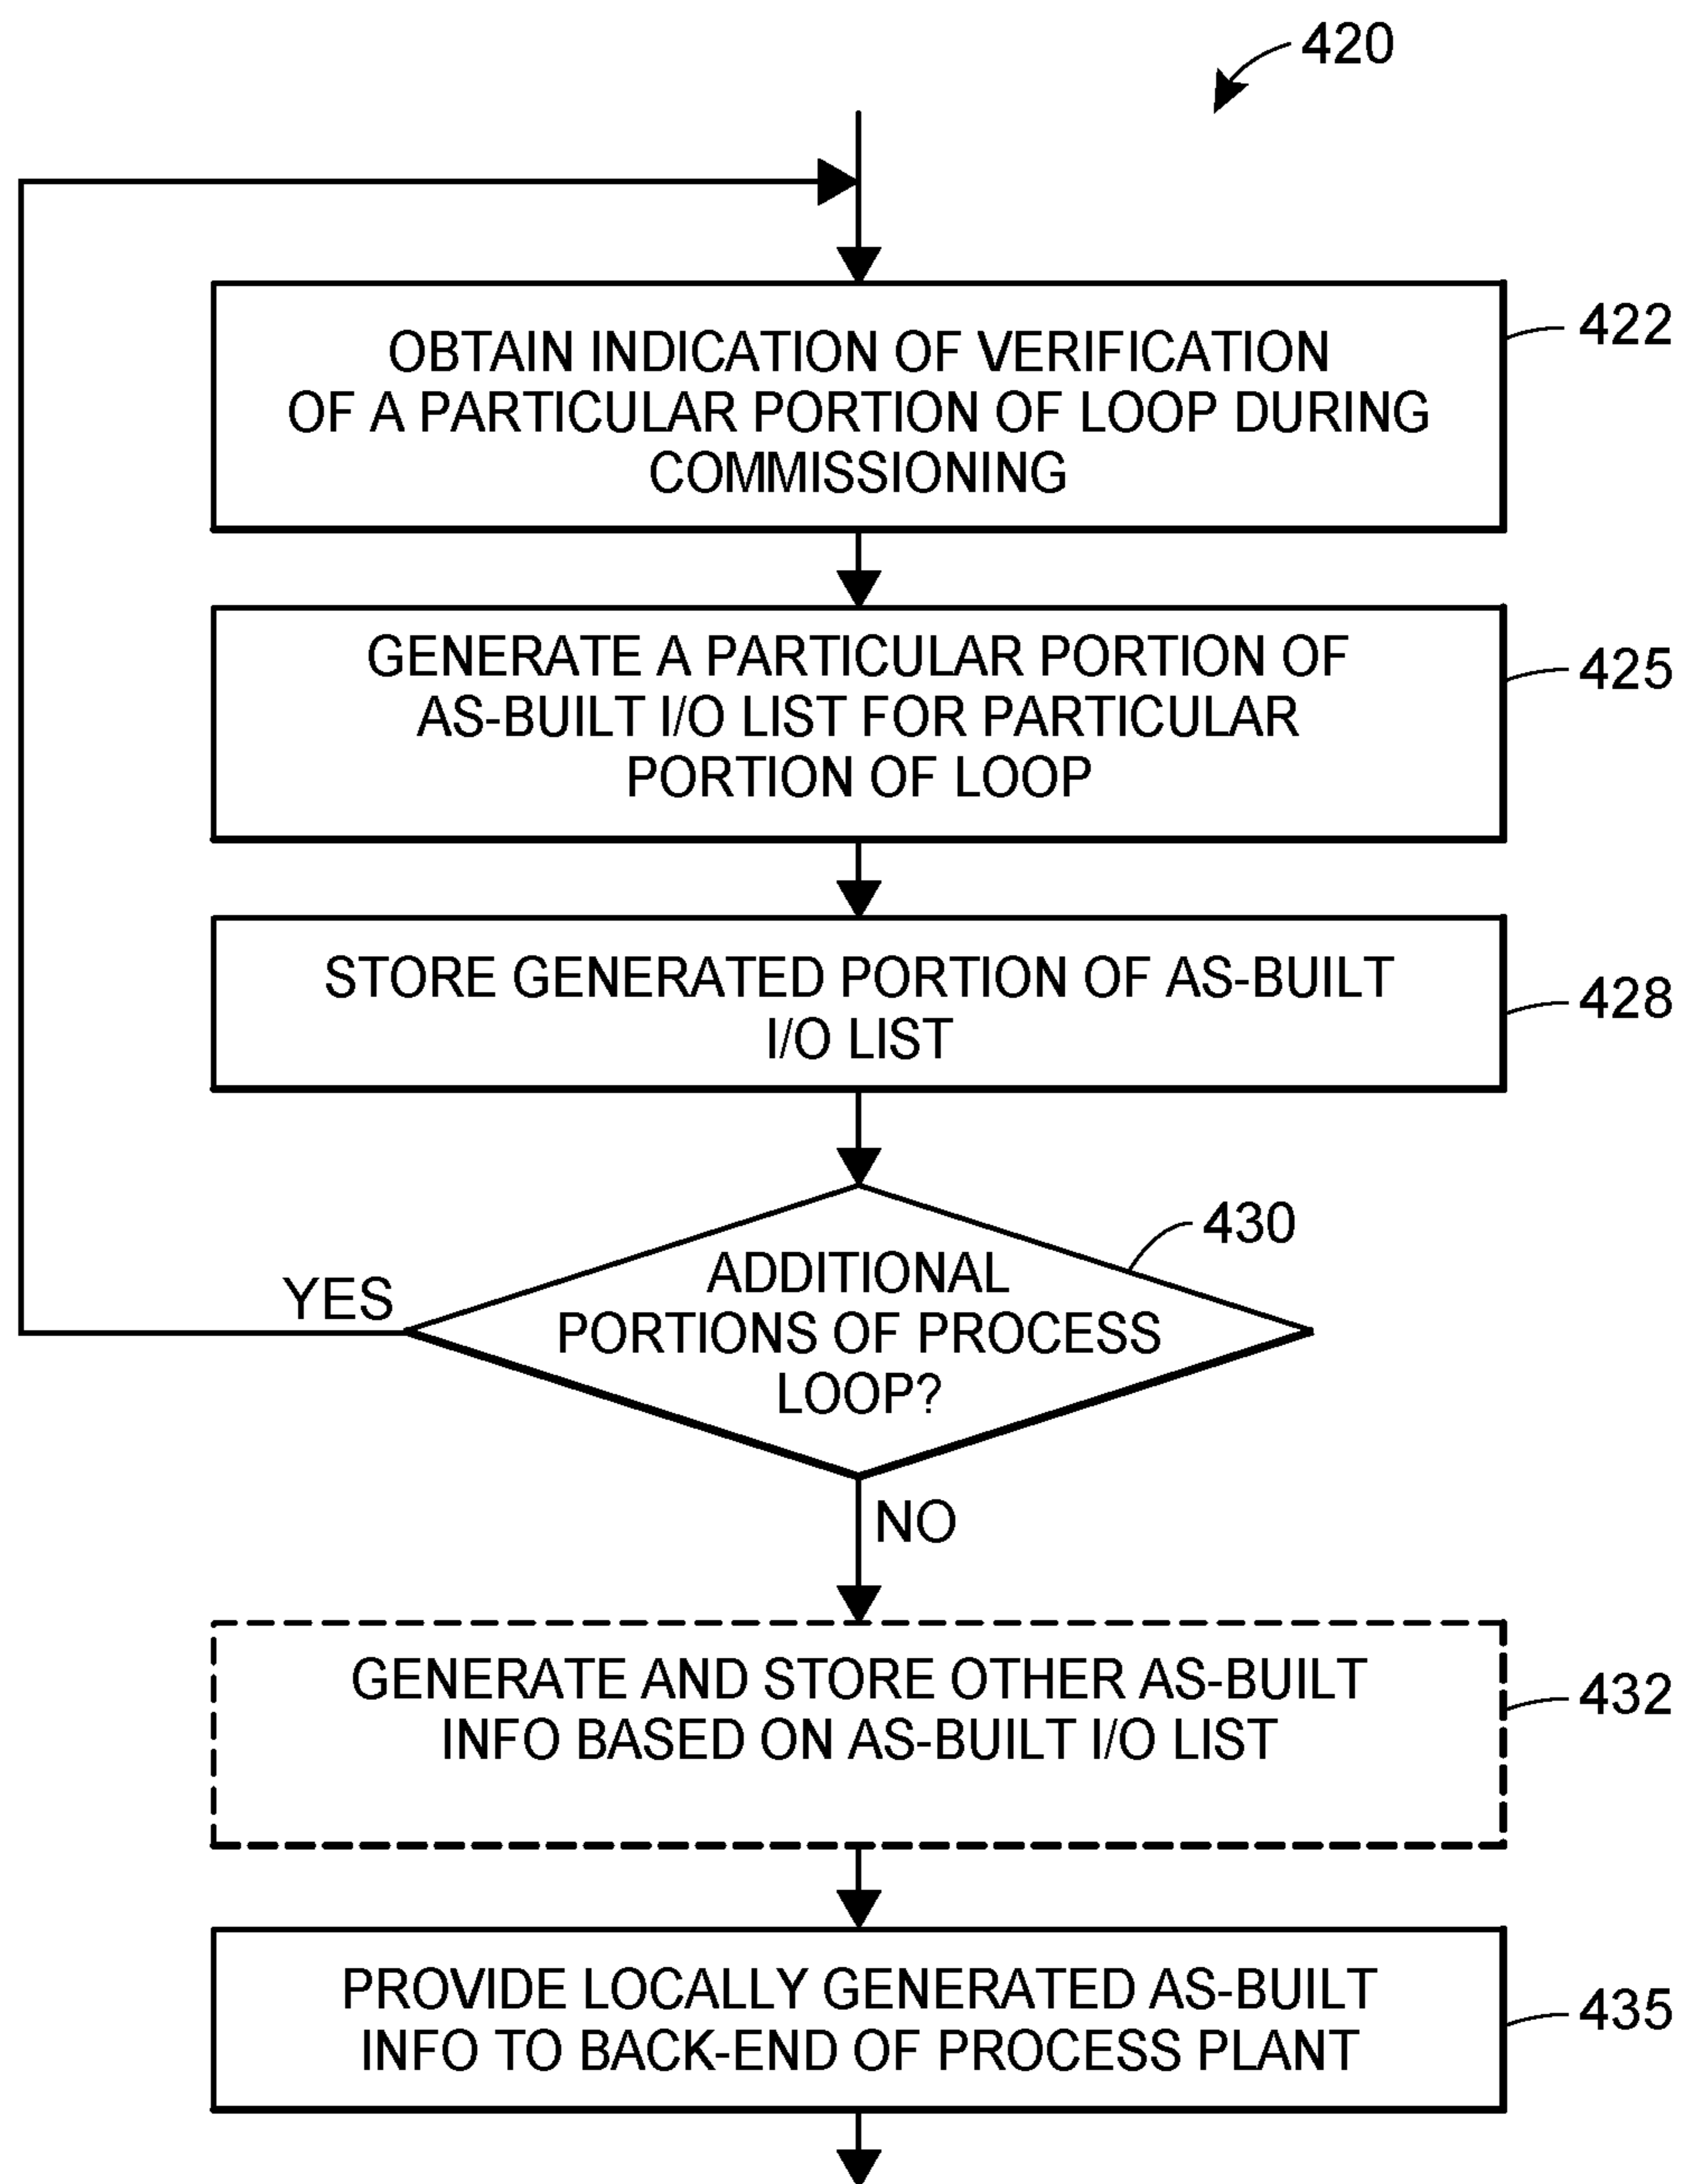 420
OBTAIN INDICATION OF VERIFICATION
OF A PARTICULAR PORTION OF LOOP DURING
COMMISSIONING
422
GENERATE A PARTICULAR PORTION OF
AS-BUILT I/O LIST FOR PARTICULAR
PORTION OF LOOP
425
STORE GENERATED PORTION OF AS-BUILT
I/O LIST
428
430
ADDITIONAL
PORTIONS OF PROCESS
LOOP?
YES
NO
GENERATE AND STORE OTHER AS-BUILT
INFO BASED ON AS-BUILT I/O LIST
432
PROVIDE LOCALLY GENERATED AS-BUILT
INFO TO BACK-END OF PROCESS PLANT
435